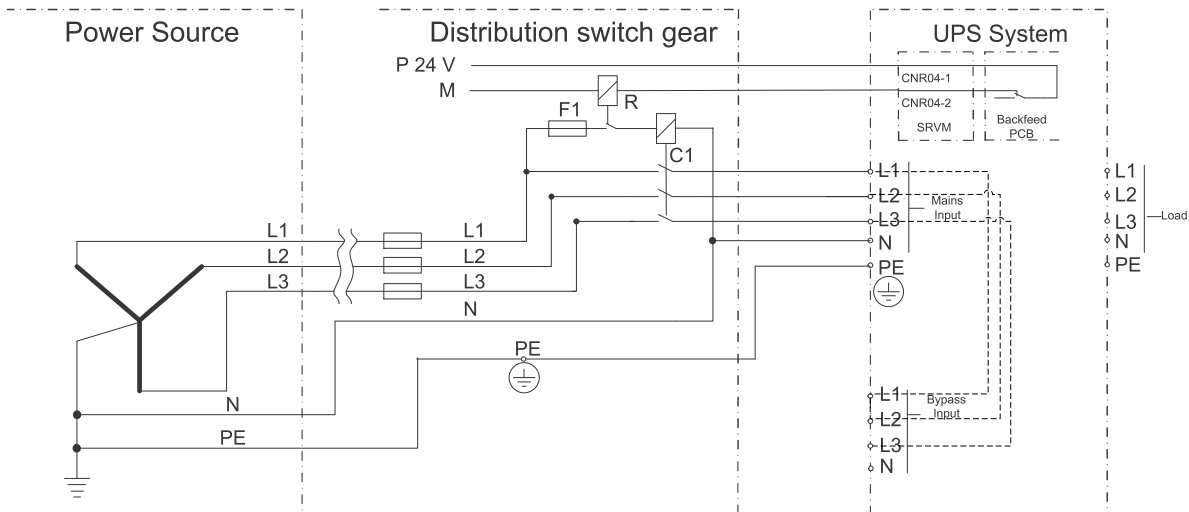 Power Source
Distribution switch gear
UPS System
P 24 V
M
R
F1
C1
CNR04-1
CNR04-2
SRVM
Backfeed
PCB
L1
L2
L3
N
PE
Mains
Input
L1
L2
L3
N
PE
Load
L1
L2
L3
L1
L2
L3
N
PE
N
PE
L1
L2
L3
N
Bypass
Input